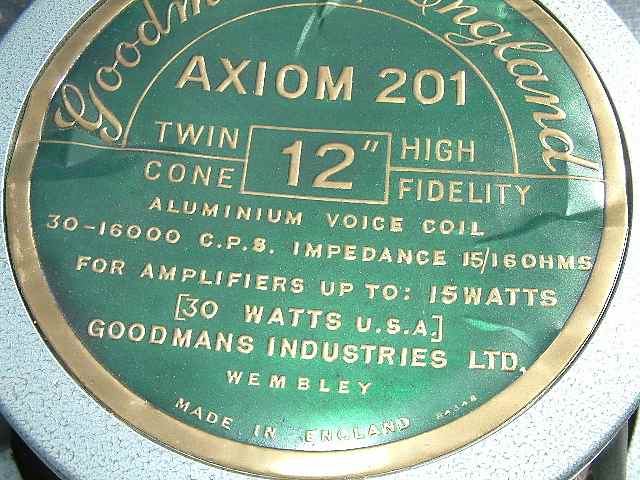 Goodmans England
AXIOM 201
TWIN CONE
12"
HIGH FIDELITY
ALUMINIUM VOICE COIL
30-16000 C.P.S. IMPEDANCE 15/16 OHMS
FOR AMPLIFIERS UP TO: 15 WATTS
[30 WATTS U.S.A]
GOODMANS INDUSTRIES LTD.
WEMBLEY
MADE IN ENGLAND